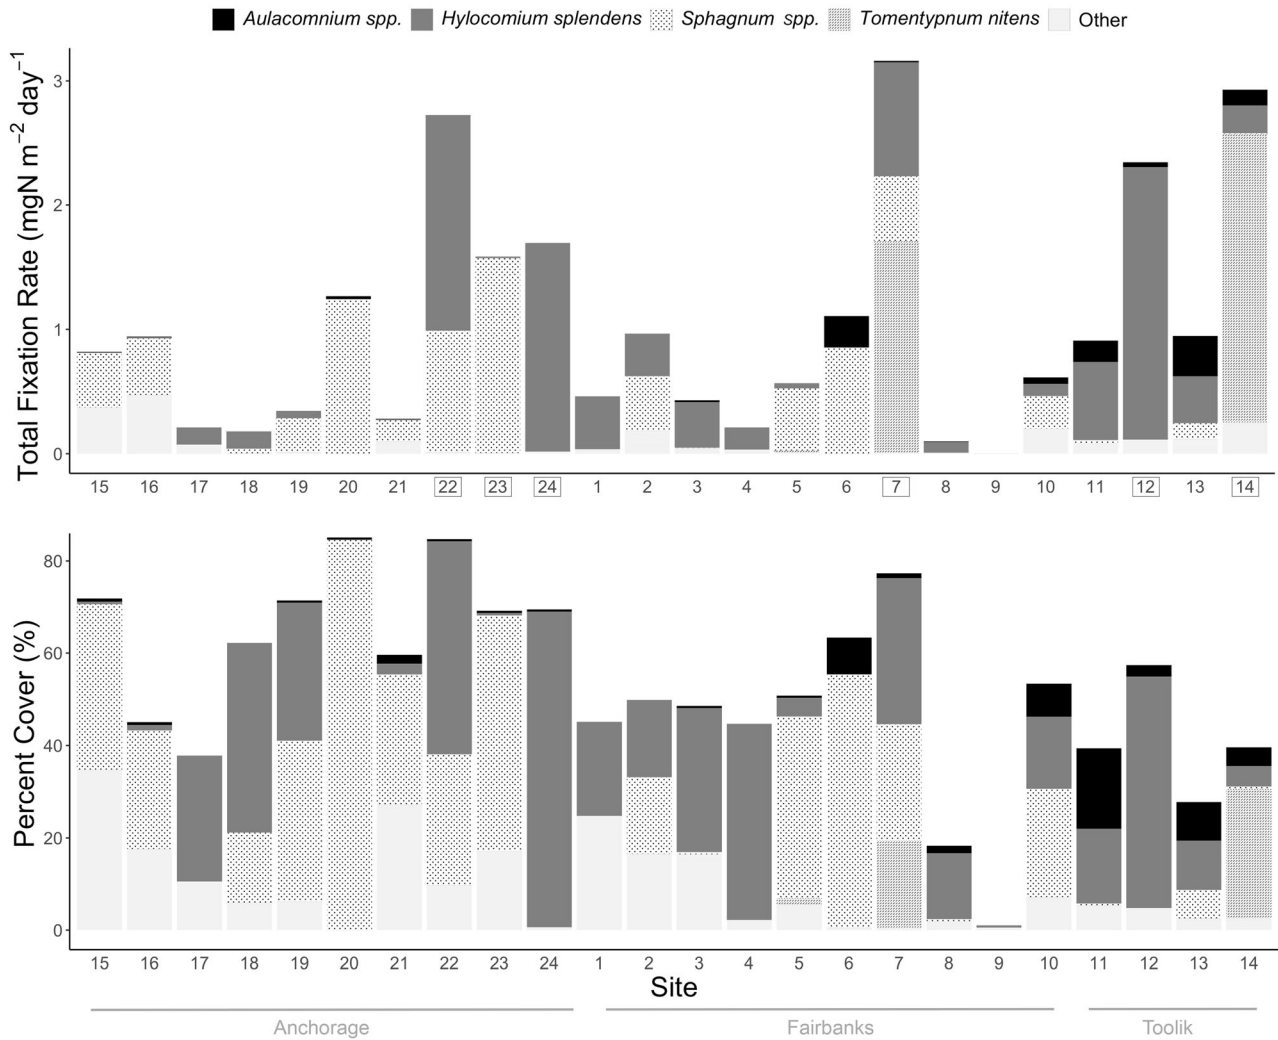 Aulacomnium spp. Hylocomium splendens Sphagnum spp. Tomentypnum nitens Other
Total Fixation Rate (mgN m−2 day−1)
3
2
1
0
15 16 17 18 19 20 21 22 23 24 1 2 3 4 5 6 7 8 9 10 11 12 13 14
Percent Cover (%)
80
60
40
20
0
15 16 17 18 19 20 21 22 23 24 1 2 3 4 5 6 7 8 9 10 11 12 13 14
Site
Anchorage Fairbanks Toolik